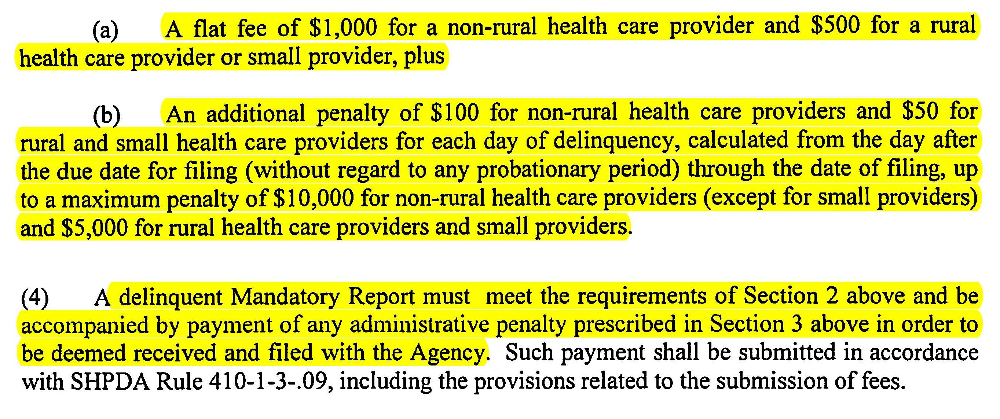 (a) A flat fee of $1,000 for a non-rural health care provider and $500 for a rural
health care provider or small provider, plus
(b) An additional penalty of $100 for non-rural health care providers and $50 for
rural and small health care providers for each day of delinquency, calculated from the day after
the due date for filing (without regard to any probationary period) through the date of filing, up
to a maximum penalty of $10,000 for non-rural health care providers (except for small providers)
and $5,000 for rural health care providers and small providers.
(4) A delinquent Mandatory Report must  meet the requirements of Section 2 above and be
accompanied by payment of any administrative penalty prescribed in Section 3 above in order to
be deemed received and filed with the Agency.  Such payment shall be submitted in accordance
with SHPDA Rule 410-1-3-.09, including the provisions related to the submission of fees.